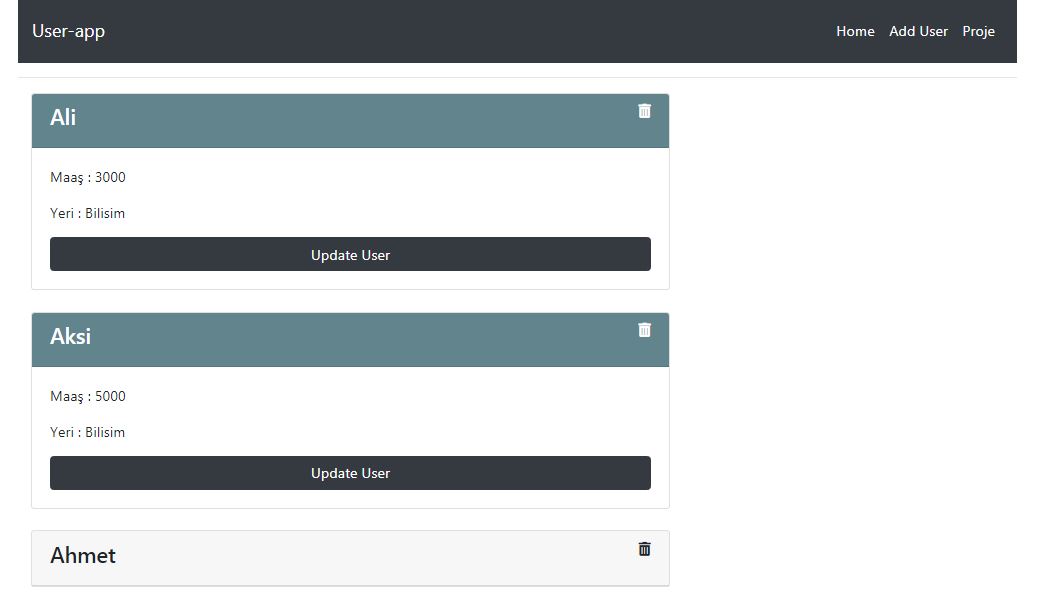 User-app
Home Add User Proje
Ali
Maaş : 3000
Yeri : Bilisim
Update User
Aksi
Maaş : 5000
Yeri : Bilisim
Update User
Ahmet